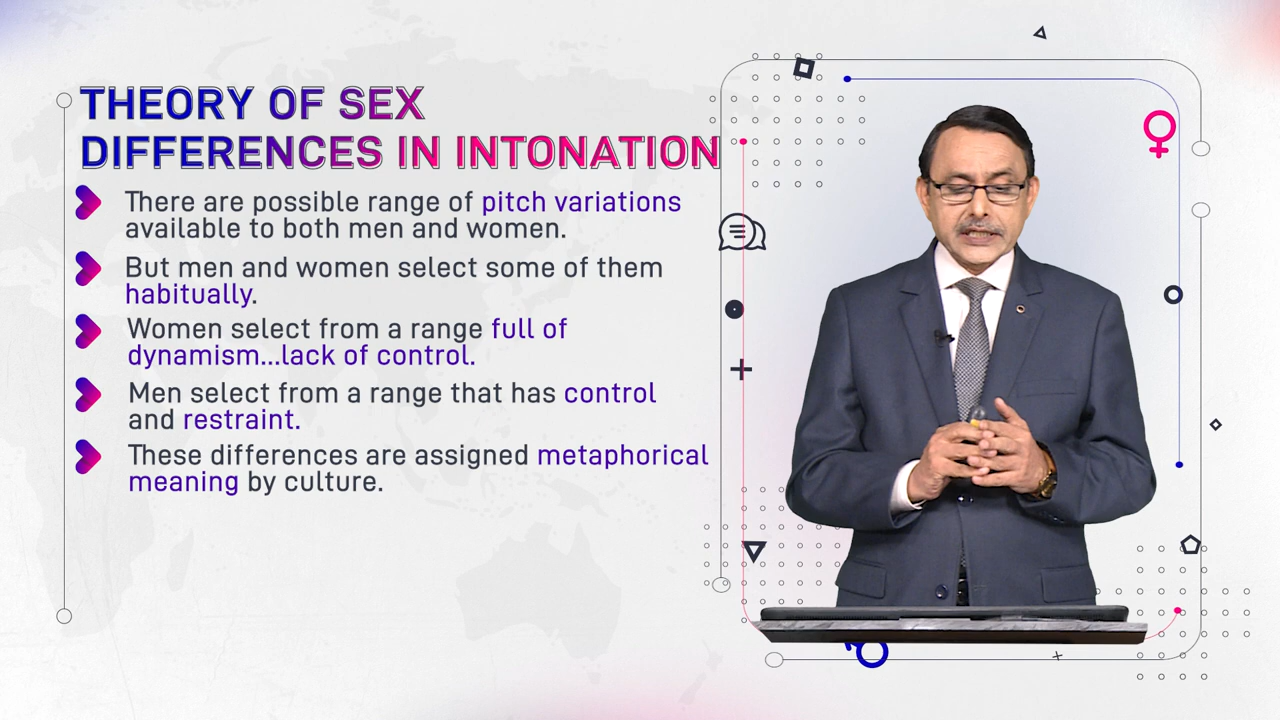 THEORY OF SEX
DIFFERENCES IN INTONATION
There are possible range of pitch variations
available to both men and women.
But men and women select some of them
habitually.
Women select from a range full of
dynamism...lack of control.
Men select from a range that has control
and restraint.
These differences are assigned metaphorical
meaning by culture.